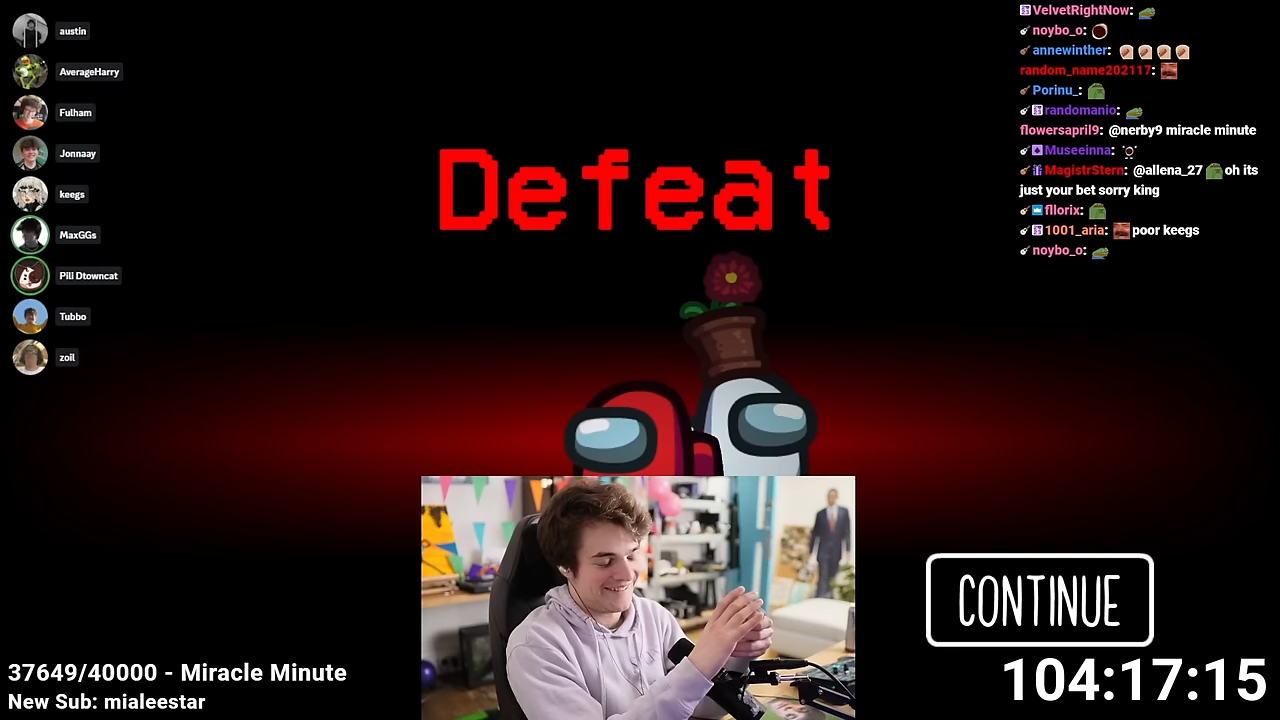 austin
AverageHarry
Fulham
Jonnaay
keegs
MaxGGs
Pili Dtowncat
Tubbo
zoil
Defeat
VelvetRightNow:
noybo_o:
annewinther:
random_name202117:
Porinu_:
randomanio:
flowersapril9: @nerby9 miracle minute
Museeinna:
MagistrStern: @allena_27 oh its
just your bet sorry king
fllorix:
1001_aria: poor keegs
noybo_o:
CONTINUE
37649/40000 - Miracle Minute
New Sub: mialeestar
104:17:15